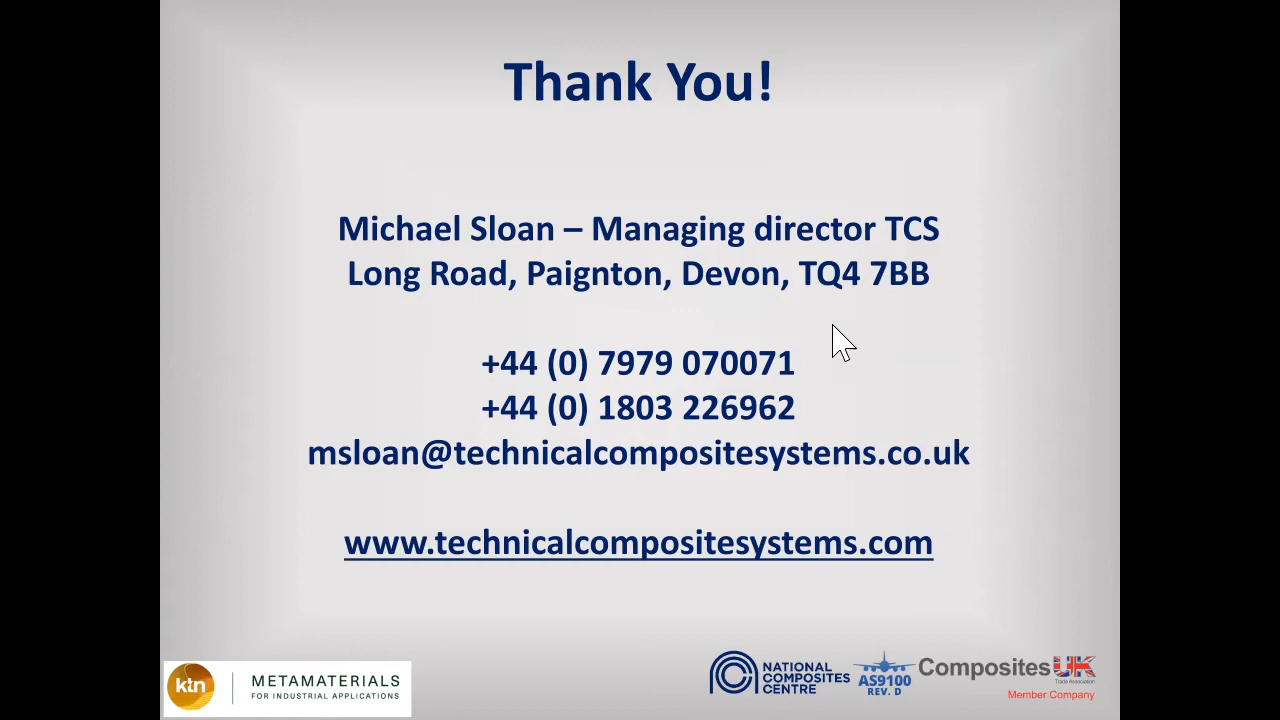 Thank You!
Michael Sloan – Managing director TCS
Long Road, Paignton, Devon, TQ4 7BB
+44 (0) 7979 070071
+44 (0) 1803 226962
msloan@technicalcompositesystems.co.uk
www.technicalcompositesystems.com
ktn
METAMATERIALS
FOR INDUSTRIAL APPLICATIONS
NATIONAL
COMPOSITES
CENTRE
AS9100
REV. D
Composites UK
Trade Association
Member Company